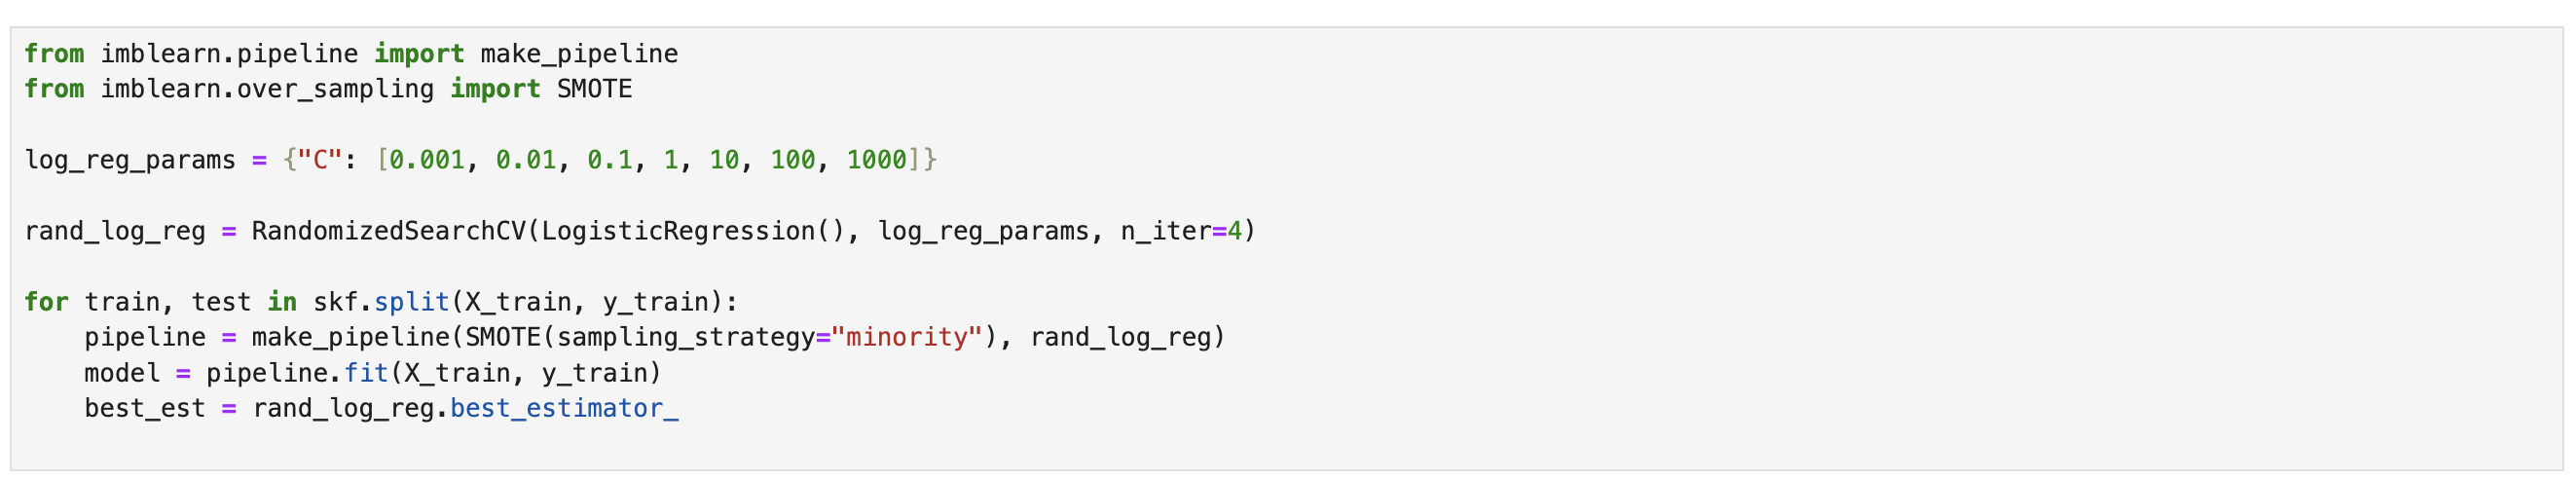 from imblearn.pipeline import make_pipeline
from imblearn.over_sampling import SMOTE
log_reg_params = {"C": [0.001, 0.01, 0.1, 1, 10, 100, 1000]}
rand_log_reg = RandomizedSearchCV(LogisticRegression(), log_reg_params, n_iter=4)
for train, test in skf.split(X_train, y_train):
    pipeline = make_pipeline(SMOTE(sampling_strategy="minority"), rand_log_reg)
    model = pipeline.fit(X_train, y_train)
    best_est = rand_log_reg.best_estimator_